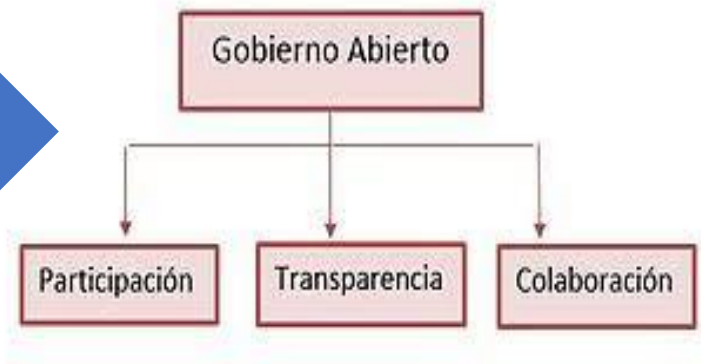 Gobierno Abierto
Participación
Transparencia
Colaboración